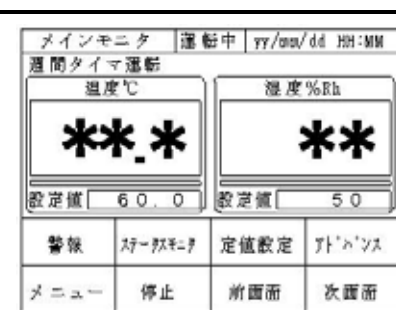 メインモニタ 運転中 yy/mm/dd HH:MM
週間タイマ運転
温度℃ 湿度%Rh
**.* **
設定値 60.0 設定値 50
警報 ステータスモニタ 定値設定 アドバンス
メニュー 停止 前画面 次画面